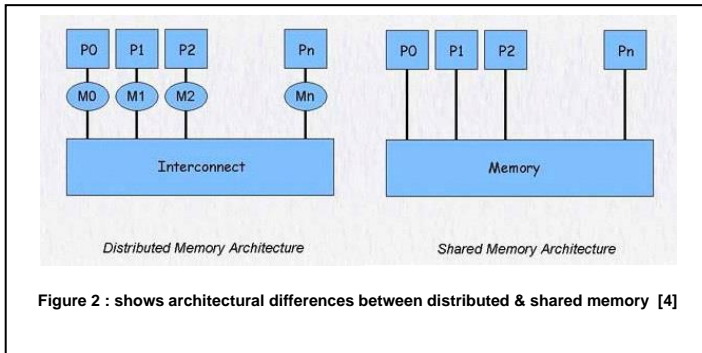 P0 P1 P2 Pn
M0 M1 M2 Mn
Interconnect
Distributed Memory Architecture
P0 P1 P2 Pn
Memory
Shared Memory Architecture
Figure 2 : shows architectural differences between distributed & shared memory [4]